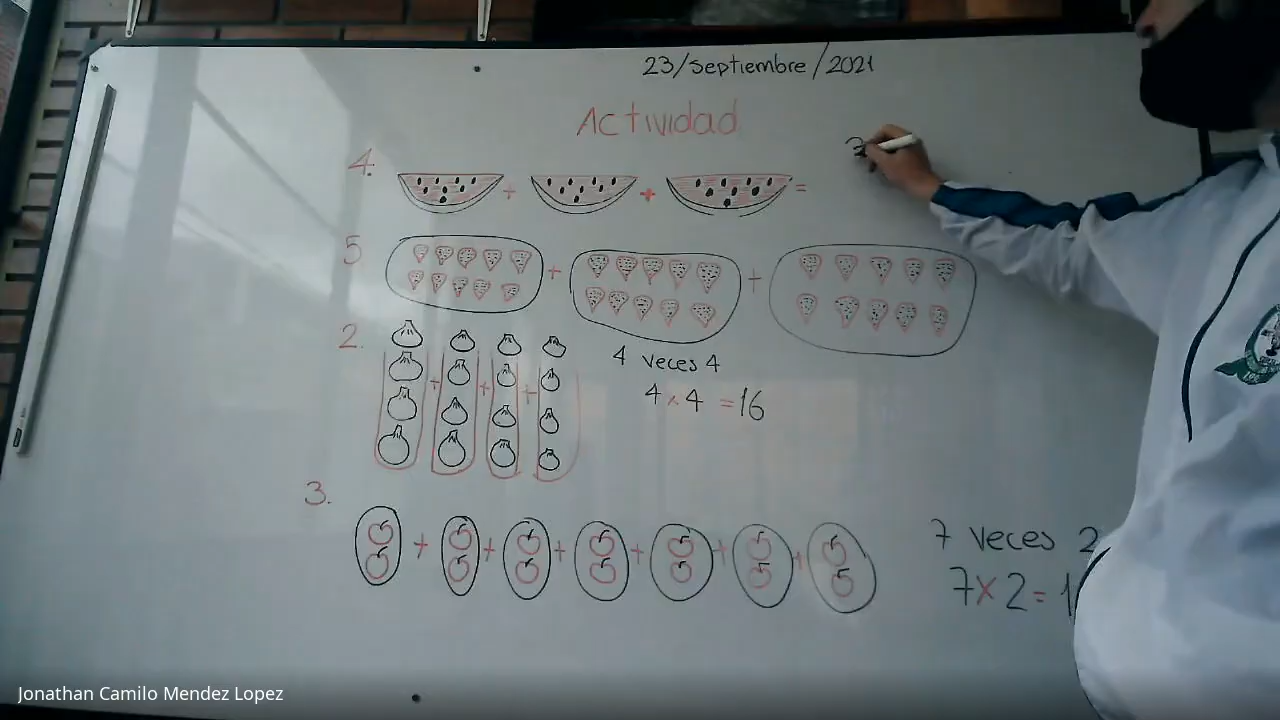 23/Septiembre/2021
Actividad
4.
+ + =
5
+ +
2.
+ + +
4 veces 4
4 × 4 = 16
3.
+ + + + + +
7 veces 2
7 x 2 = 1
Jonathan Camilo Mendez Lopez